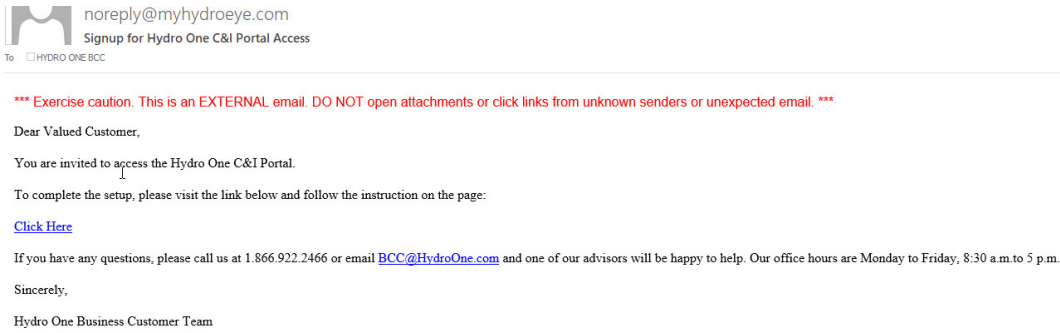 noreply@myhydroeye.com
Signup for Hydro One C&I Portal Access
To HYDRO ONE BCC
*** Exercise caution. This is an EXTERNAL email. DO NOT open attachments or click links from unknown senders or unexpected email. ***
Dear Valued Customer,
You are invited to access the Hydro One C&I Portal.
To complete the setup, please visit the link below and follow the instruction on the page:
Click Here
If you have any questions, please call us at 1.866.922.2466 or email BCC@HydroOne.com and one of our advisors will be happy to help. Our office hours are Monday to Friday, 8:30 a.m.to 5 p.m.
Sincerely,
Hydro One Business Customer Team